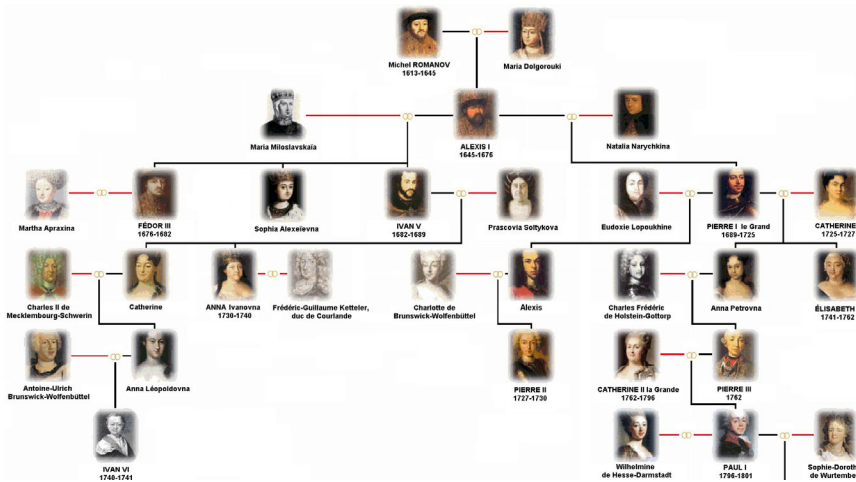 Michel ROMANOV
1613-1645
Maria Dolgorouki
Maria Miloslavskaïa
ALEXIS I
1645-1676
Natalia Narychkina
Martha Apraxina
FÉDOR III
1676-1682
Sophia Alexeïevna
IVAN V
1682-1689
Prascovia Soltykova
Eudoxie Lopoukhine
PIERRE I le Grand
1689-1725
CATHERINE
1725-1727
Charles II de
Mecklembourg-Schwerin
Catherine
ANNA Ivanovna
1730-1740
Frédéric-Guillaume Ketteler,
duc de Courlande
Charlotte de
Brunswick-Wolfenbüttel
Alexis
Charles Frédéric
de Holstein-Gottorp
Anna Petrovna
ÉLISABETH
1741-1762
Antoine-Ulrich
Brunswick-Wolfenbüttel
Anna Léopoldovna
PIERRE II
1727-1730
CATHERINE II la Grande
1762-1796
PIERRE III
1762
IVAN VI
1740-1741
Wilhelmine
de Hesse-Darmstadt
PAUL I
1796-1801
Sophie-Doroth
de Wurtember